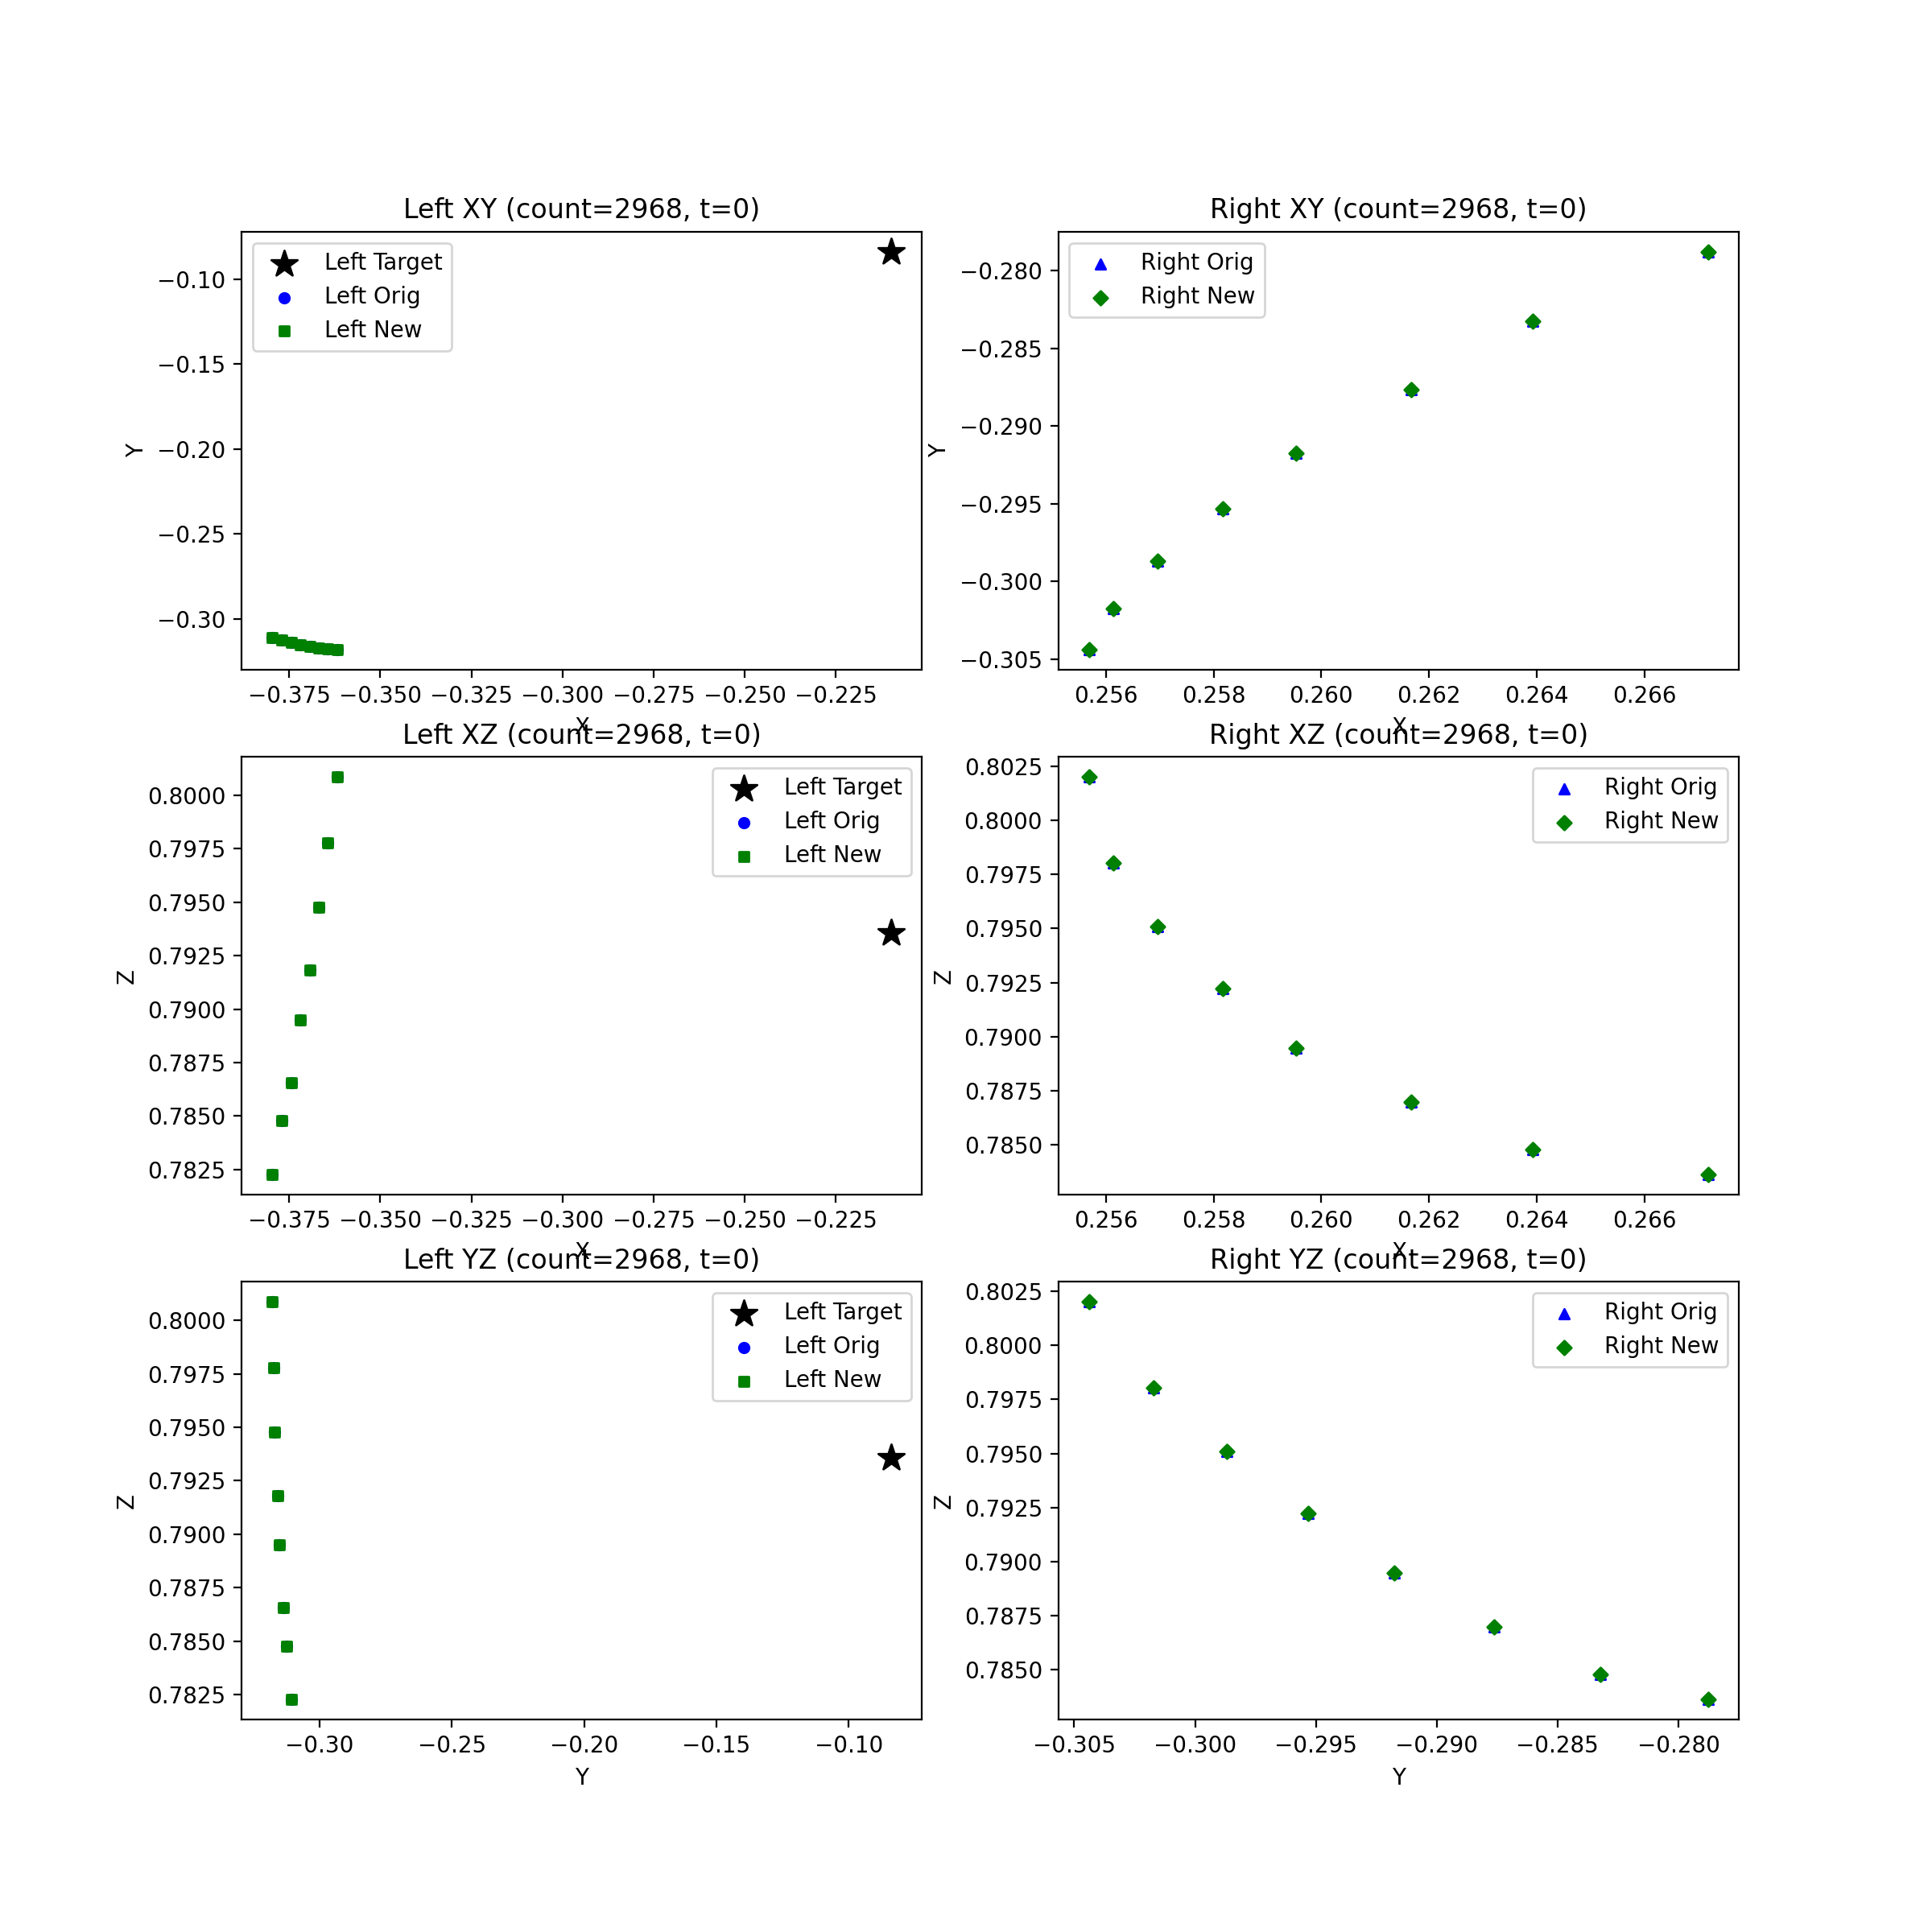 Left XY (count=2968, t=0)
Left Target
Left Orig
Left New
−0.10
−0.15
−0.20
−0.25
−0.30
Y
−0.375 −0.350 −0.325 −0.300 −0.275 −0.250 −0.225
X
Right XY (count=2968, t=0)
Right Orig
Right New
−0.280
−0.285
−0.290
−0.295
−0.300
−0.305
Y
0.256 0.258 0.260 0.262 0.264 0.266
X
Left XZ (count=2968, t=0)
Left Target
Left Orig
Left New
0.8000
0.7975
0.7950
0.7925
0.7900
0.7875
0.7850
0.7825
Z
−0.375 −0.350 −0.325 −0.300 −0.275 −0.250 −0.225
X
Right XZ (count=2968, t=0)
Right Orig
Right New
0.8025
0.8000
0.7975
0.7950
0.7925
0.7900
0.7875
0.7850
Z
0.256 0.258 0.260 0.262 0.264 0.266
X
Left YZ (count=2968, t=0)
Left Target
Left Orig
Left New
0.8000
0.7975
0.7950
0.7925
0.7900
0.7875
0.7850
0.7825
Z
−0.30 −0.25 −0.20 −0.15 −0.10
Y
Right YZ (count=2968, t=0)
Right Orig
Right New
0.8025
0.8000
0.7975
0.7950
0.7925
0.7900
0.7875
0.7850
Z
−0.305 −0.300 −0.295 −0.290 −0.285 −0.280
Y